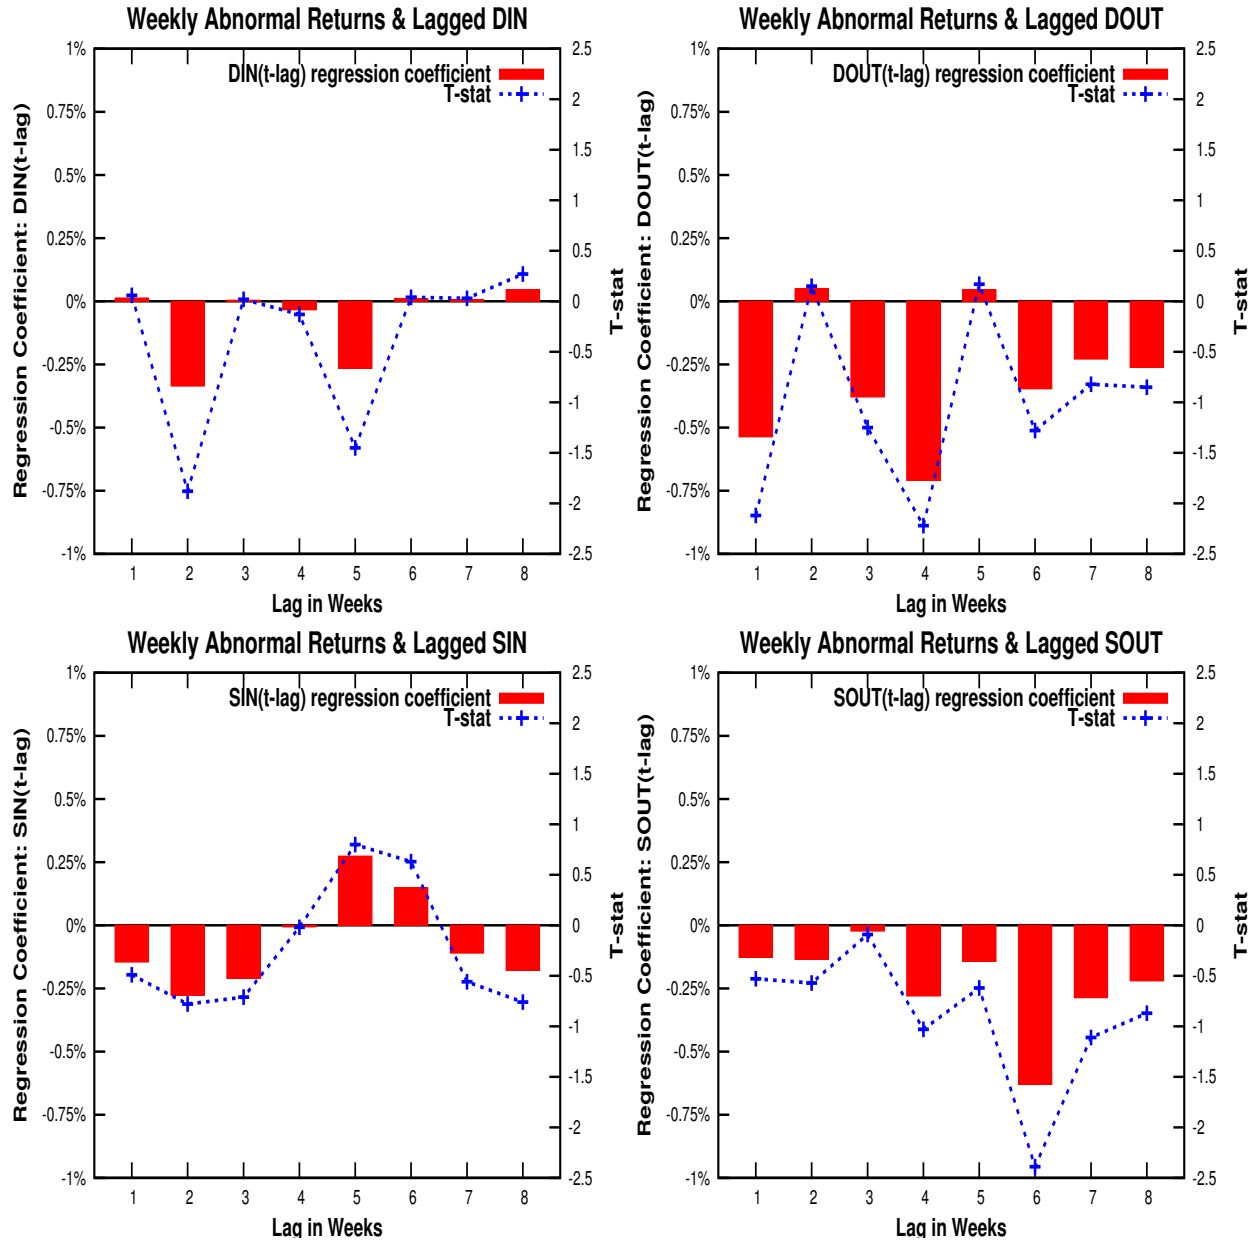 Weekly Abnormal Returns & Lagged DIN
DIN(t-lag) regression coefficient
T-stat
1%
0.75%
0.5%
0.25%
0%
-0.25%
-0.5%
-0.75%
-1%
Regression Coefficient: DIN(t-lag)
2.5
2
1.5
1
0.5
0
-0.5
-1
-1.5
-2
-2.5
T-stat
1 2 3 4 5 6 7 8
Lag in Weeks
Weekly Abnormal Returns & Lagged DOUT
DOUT(t-lag) regression coefficient
T-stat
1%
0.75%
0.5%
0.25%
0%
-0.25%
-0.5%
-0.75%
-1%
Regression Coefficient: DOUT(t-lag)
2.5
2
1.5
1
0.5
0
-0.5
-1
-1.5
-2
-2.5
T-stat
1 2 3 4 5 6 7 8
Lag in Weeks
Weekly Abnormal Returns & Lagged SIN
SIN(t-lag) regression coefficient
T-stat
1%
0.75%
0.5%
0.25%
0%
-0.25%
-0.5%
-0.75%
-1%
Regression Coefficient: SIN(t-lag)
2.5
2
1.5
1
0.5
0
-0.5
-1
-1.5
-2
-2.5
T-stat
1 2 3 4 5 6 7 8
Lag in Weeks
Weekly Abnormal Returns & Lagged SOUT
SOUT(t-lag) regression coefficient
T-stat
1%
0.75%
0.5%
0.25%
0%
-0.25%
-0.5%
-0.75%
-1%
Regression Coefficient: SOUT(t-lag)
2.5
2
1.5
1
0.5
0
-0.5
-1
-1.5
-2
-2.5
T-stat
1 2 3 4 5 6 7 8
Lag in Weeks